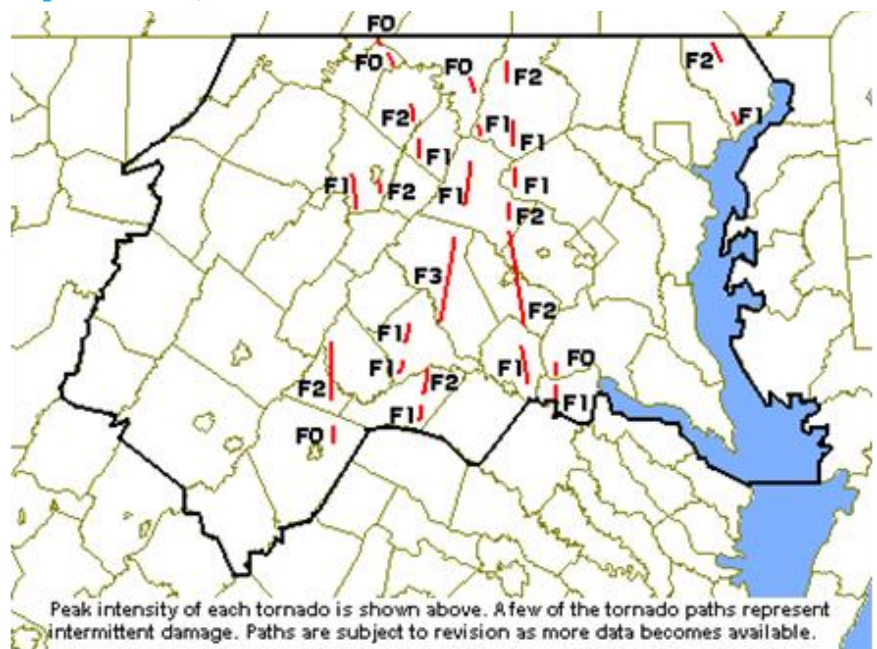 F0
F0
F0
F2
F2
F2
F1
F1
F1
F1
F1
F2
F1
F1
F2
F3
F2
F1
F1
F2
F1
F0
F2
F1
F1
F0
Peak intensity of each tornado is shown above. A few of the tornado paths represent
intermittent damage. Paths are subject to revision as more data becomes available.